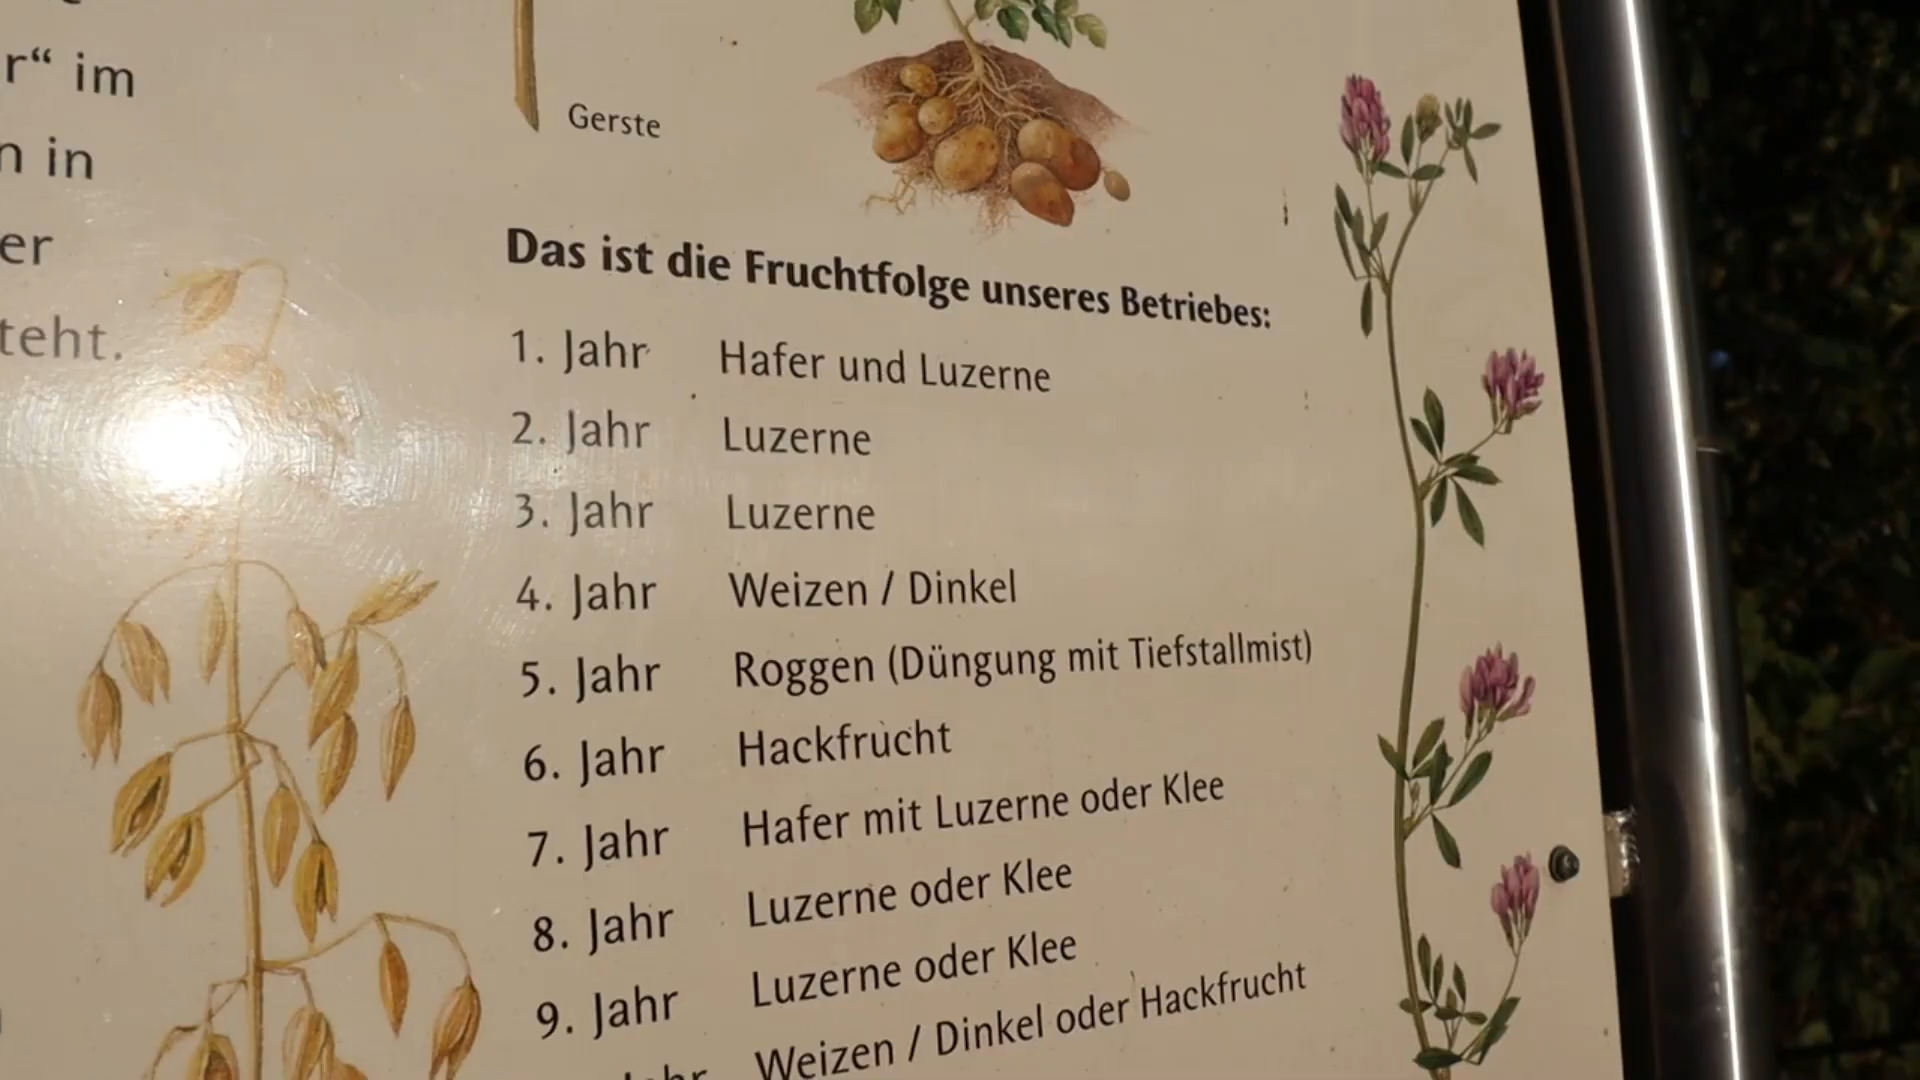 r“ im
n in
er
teht.
Gerste
Das ist die Fruchtfolge unseres Betriebes:
1. Jahr Hafer und Luzerne
2. Jahr Luzerne
3. Jahr Luzerne
4. Jahr Weizen / Dinkel
5. Jahr Roggen (Düngung mit Tiefstallmist)
6. Jahr Hackfrucht
7. Jahr Hafer mit Luzerne oder Klee
8. Jahr Luzerne oder Klee
9. Jahr Luzerne oder Klee
Jahr Weizen / Dinkel oder Hackfrucht